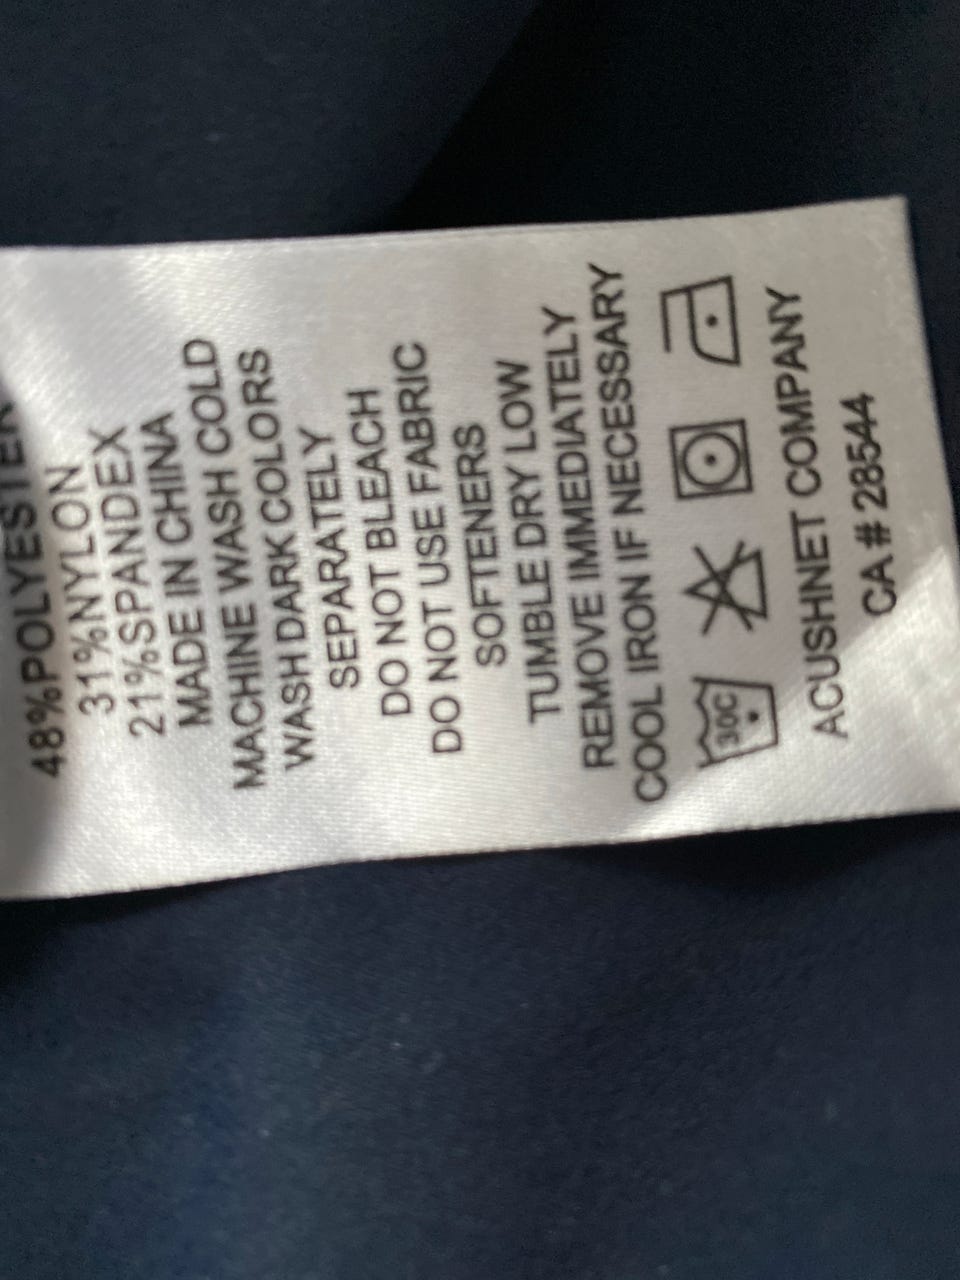 48%POLYESTER
31%NYLON
21%SPANDEX
MADE IN CHINA
MACHINE WASH COLD
WASH DARK COLORS
SEPARATELY
DO NOT BLEACH
DO NOT USE FABRIC
SOFTENERS
TUMBLE DRY LOW
REMOVE IMMEDIATELY
COOL IRON IF NECESSARY
30C
ACUSHNET COMPANY
CA# 28544